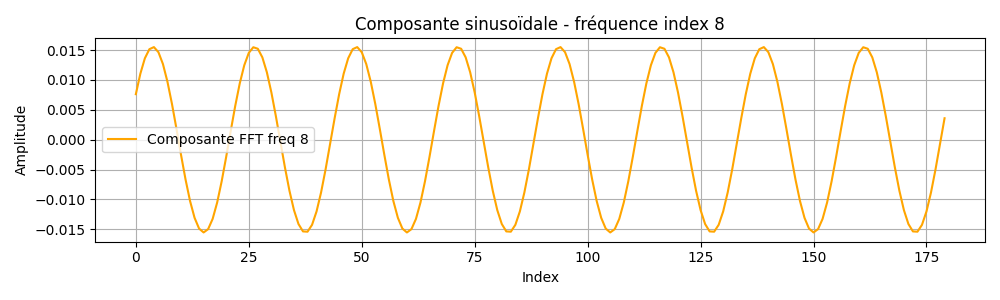 Composante sinusoïdale - fréquence index 8
Amplitude
0.015
0.010
0.005
0.000
−0.005
−0.010
−0.015
Composante FFT freq 8
0 25 50 75 100 125 150 175
Index